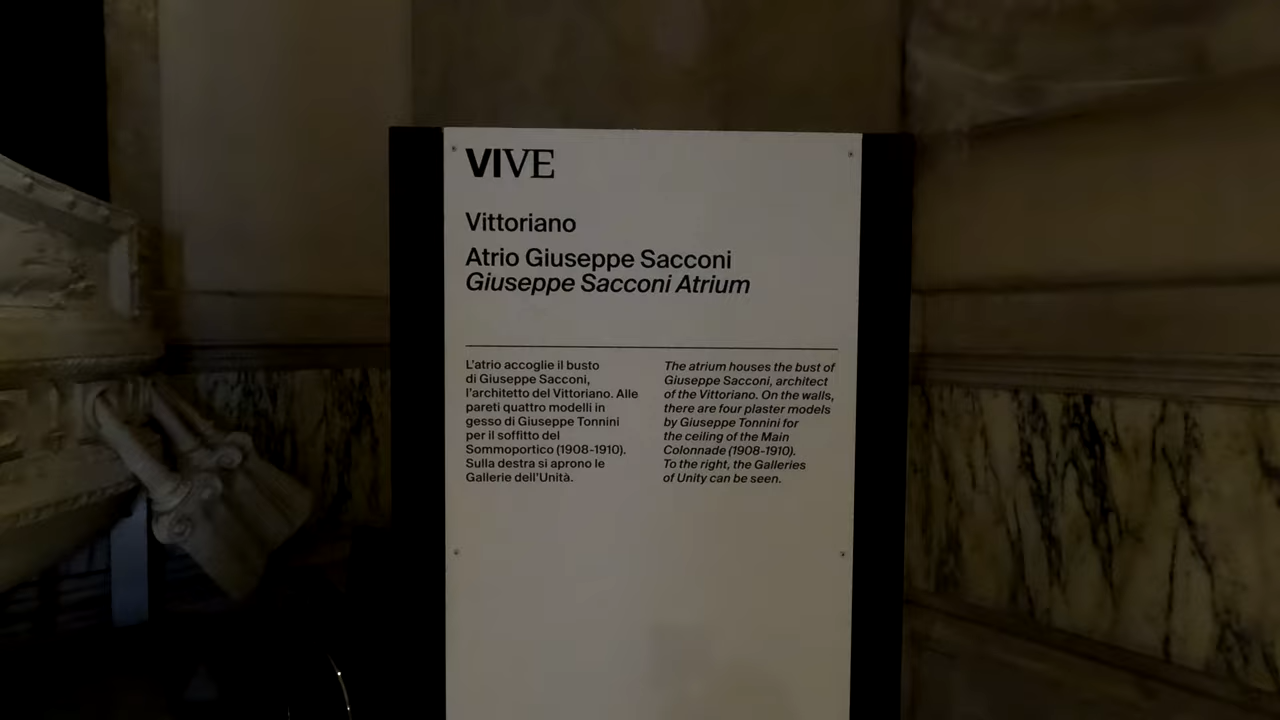 VIVE
Vittoriano
Atrio Giuseppe Sacconi
Giuseppe Sacconi Atrium
L'atrio accoglie il busto
di Giuseppe Sacconi,
l'architetto del Vittoriano. Alle
pareti quattro modelli in
gesso di Giuseppe Tonnini
per il soffitto del
Sommoportico (1908-1910).
Sulla destra si aprono le
Gallerie dell'Unità.
The atrium houses the bust of
Giuseppe Sacconi, architect
of the Vittoriano. On the walls,
there are four plaster models
by Giuseppe Tonnini for
the ceiling of the Main
Colonnade (1908-1910).
To the right, the Galleries
of Unity can be seen.